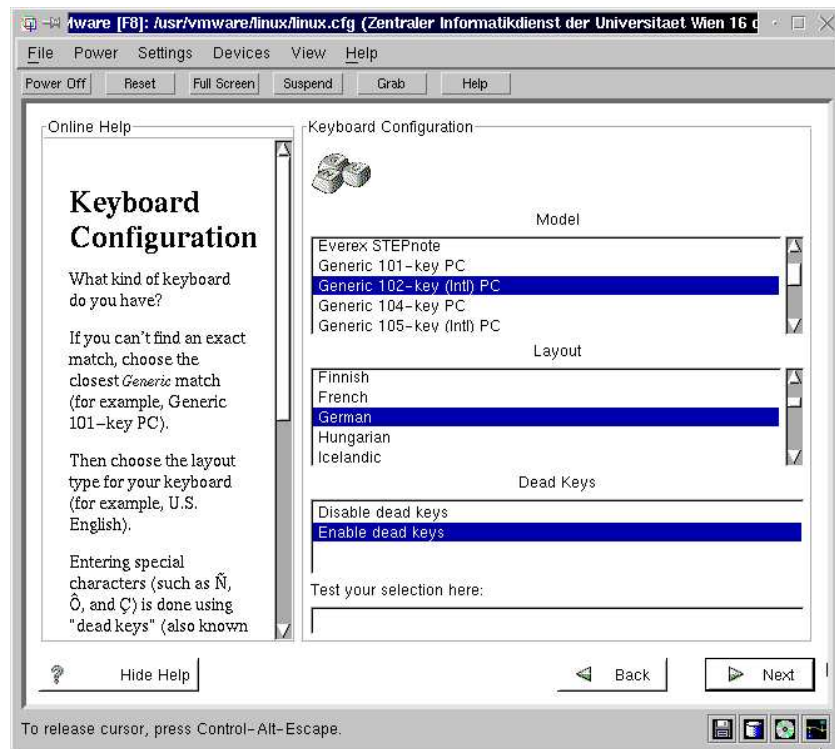 /mware [F8]: /usr/vmware/linux/linux.cfg (Zentraler Informatikdienst der Universitaet Wien 16
File Power Settings Devices View Help
Power Off Reset Full Screen Suspend Grab Help
Online Help
Keyboard
Configuration
What kind of keyboard
do you have?
If you can't find an exact
match, choose the
closest Generic match
(for example, Generic
101-key PC).
Then choose the layout
type for your keyboard
(for example, U.S.
English).
Entering special
characters (such as Ñ,
Ô, and Ç) is done using
"dead keys" (also known
Keyboard Configuration
Model
Everex STEPnote
Generic 101-key PC
Generic 102-key (Intl) PC
Generic 104-key PC
Generic 105-key (Intl) PC
Layout
Finnish
French
German
Hungarian
Icelandic
Dead Keys
Disable dead keys
Enable dead keys
Test your selection here:
? Hide Help
Back
Next
To release cursor, press Control-Alt-Escape.